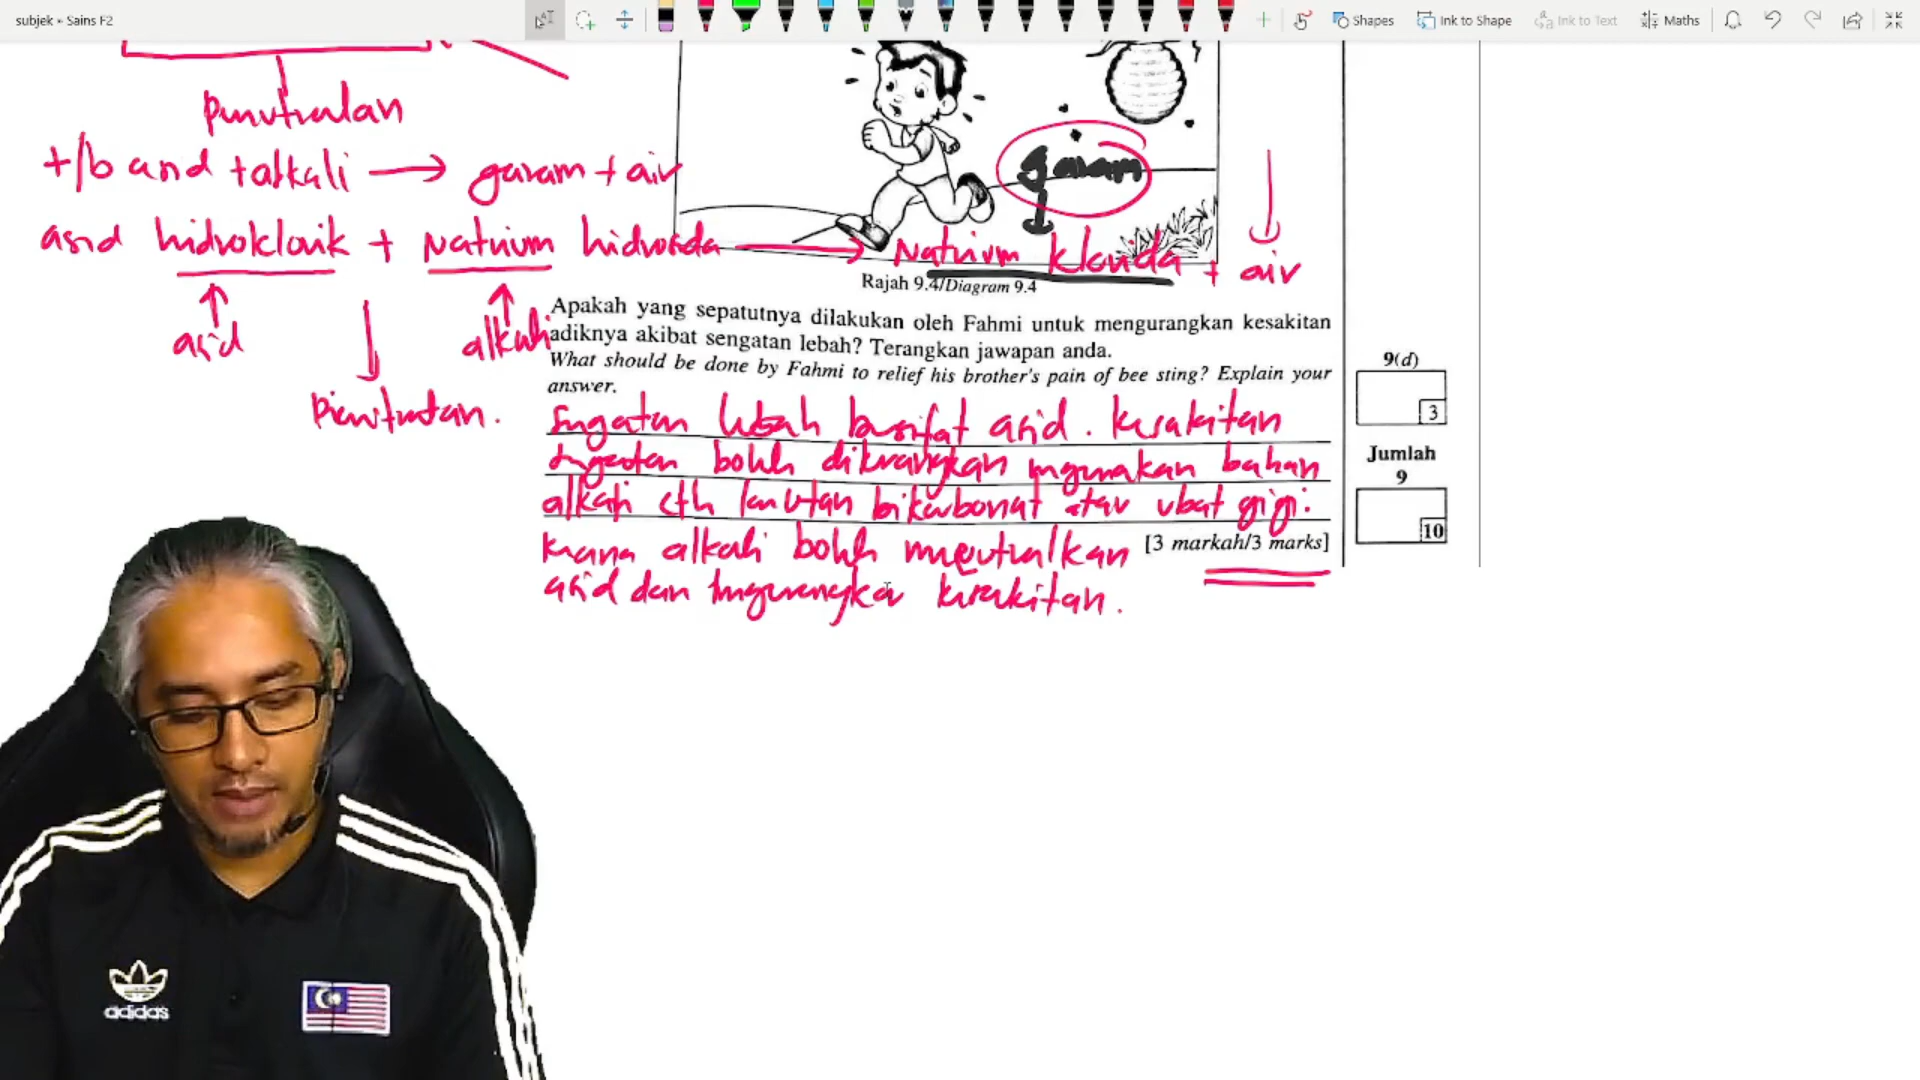 subjek » Sains F2
Shapes
Ink to Shape
Ink to Text
Maths
+/b asid + alkali → garam + air
garam
asid hidroklorik + Natrium hidroksida → Natrium klorida + air
Rajah 9.4/Diagram 9.4
asid
alkali
Apakah yang sepatutnya dilakukan oleh Fahmi untuk mengurangkan kesakitan
adiknya akibat sengatan lebah? Terangkan jawapan anda.
What should be done by Fahmi to relief his brother's pain of bee sting? Explain your
answer.
9(d)
3
Sengatan lebah bersifat asid. Kesakitan
sengatan boleh dikurangkan mgunakan bahan
alkali cth larutan bikarbonat atau ubat gigi.
kerana alkali boleh meneutralkan
[3 markah/3 marks]
asid dan mengurangkan kesakitan.
Jumlah
9
10
adidas